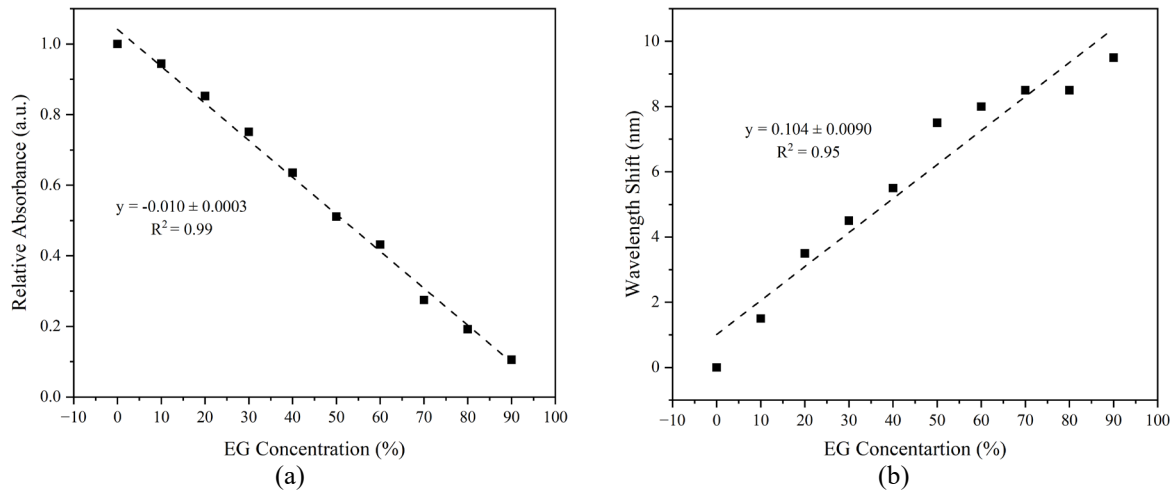 1.0
0.8
0.6
0.4
0.2
0.0
Relative Absorbance (a.u.)
y = -0.010 ± 0.0003
R² = 0.99
−10 0 10 20 30 40 50 60 70 80 90 100
EG Concentration (%)
(a)
10
8
6
4
2
0
Wavelength Shift (nm)
y = 0.104 ± 0.0090
R² = 0.95
−10 0 10 20 30 40 50 60 70 80 90 100
EG Concentartion (%)
(b)